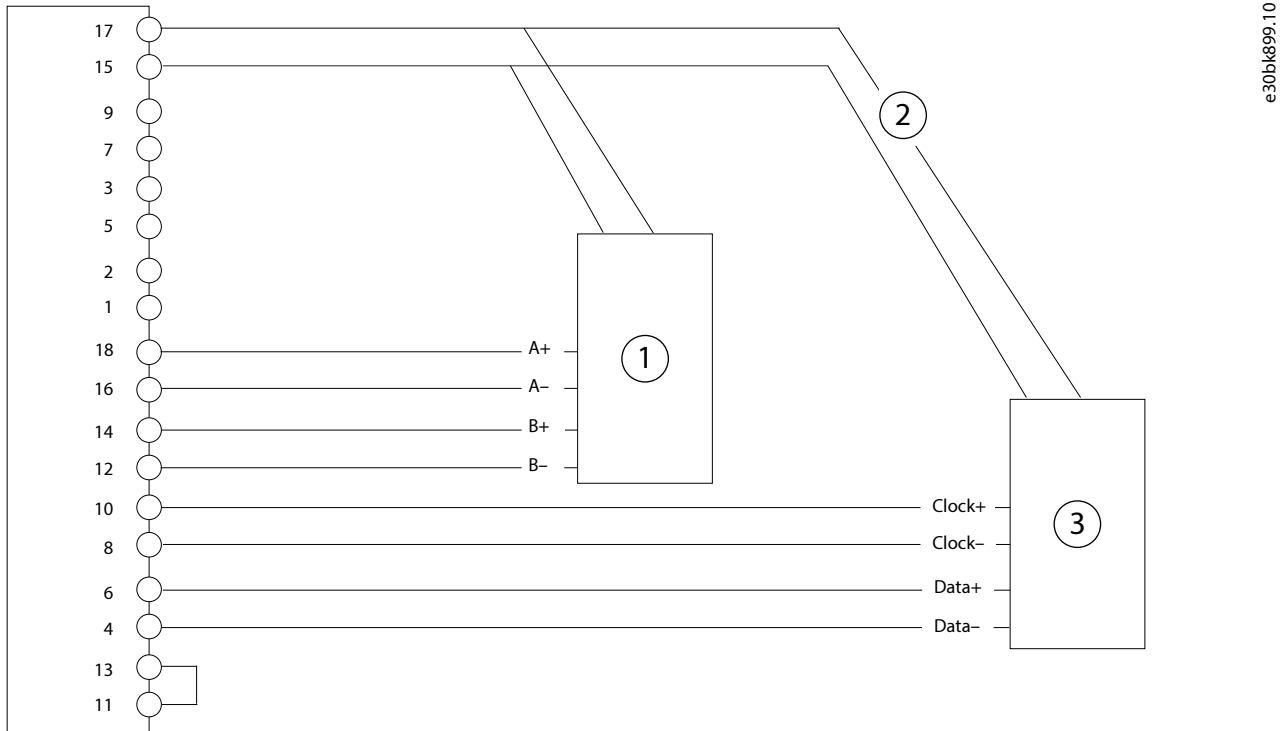 e30bk899.10
17
15
2
9
7
3
5
2
1
18 A+
1
16 A–
14 B+
12 B–
10 Clock+
3
8 Clock–
6 Data+
4 Data–
13
11